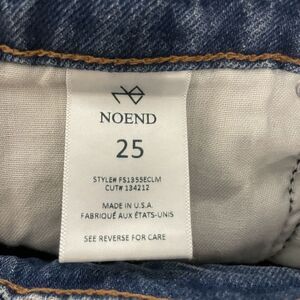 NOEND
25
STYLE# FS1355ECLM
CUT# 134212
MADE IN U.S.A.
FABRIQUÉ AUX ÉTATS-UNIS
SEE REVERSE FOR CARE